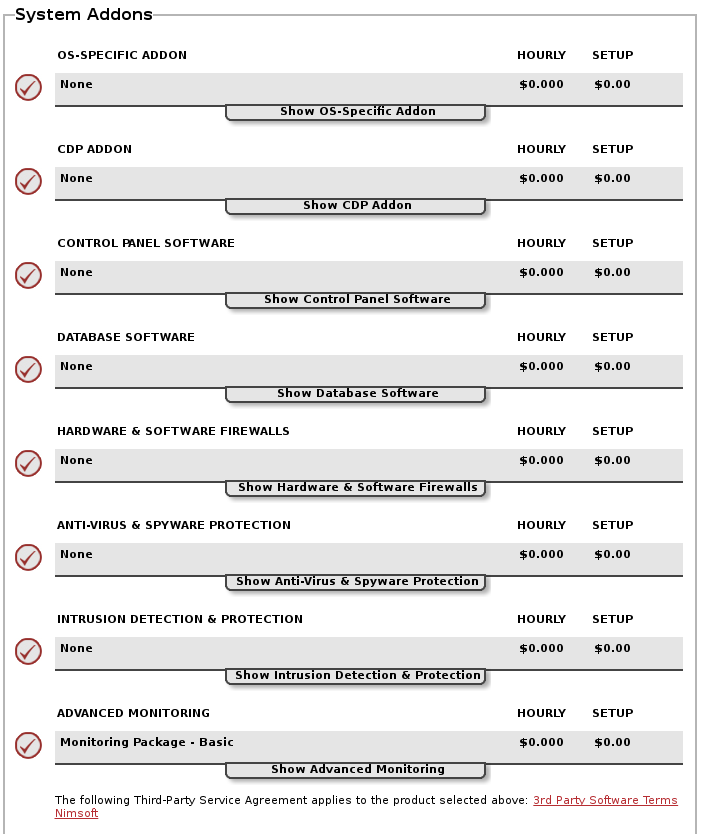 System Addons
OS-SPECIFIC ADDON HOURLY SETUP
None $0.000 $0.00
Show OS-Specific Addon
CDP ADDON HOURLY SETUP
None $0.000 $0.00
Show CDP Addon
CONTROL PANEL SOFTWARE HOURLY SETUP
None $0.000 $0.00
Show Control Panel Software
DATABASE SOFTWARE HOURLY SETUP
None $0.000 $0.00
Show Database Software
HARDWARE & SOFTWARE FIREWALLS HOURLY SETUP
None $0.000 $0.00
Show Hardware & Software Firewalls
ANTI-VIRUS & SPYWARE PROTECTION HOURLY SETUP
None $0.000 $0.00
Show Anti-Virus & Spyware Protection
INTRUSION DETECTION & PROTECTION HOURLY SETUP
None $0.000 $0.00
Show Intrusion Detection & Protection
ADVANCED MONITORING HOURLY SETUP
Monitoring Package - Basic $0.000 $0.00
Show Advanced Monitoring
The following Third-Party Service Agreement applies to the product selected above: 3rd Party Software Terms
Nimsoft